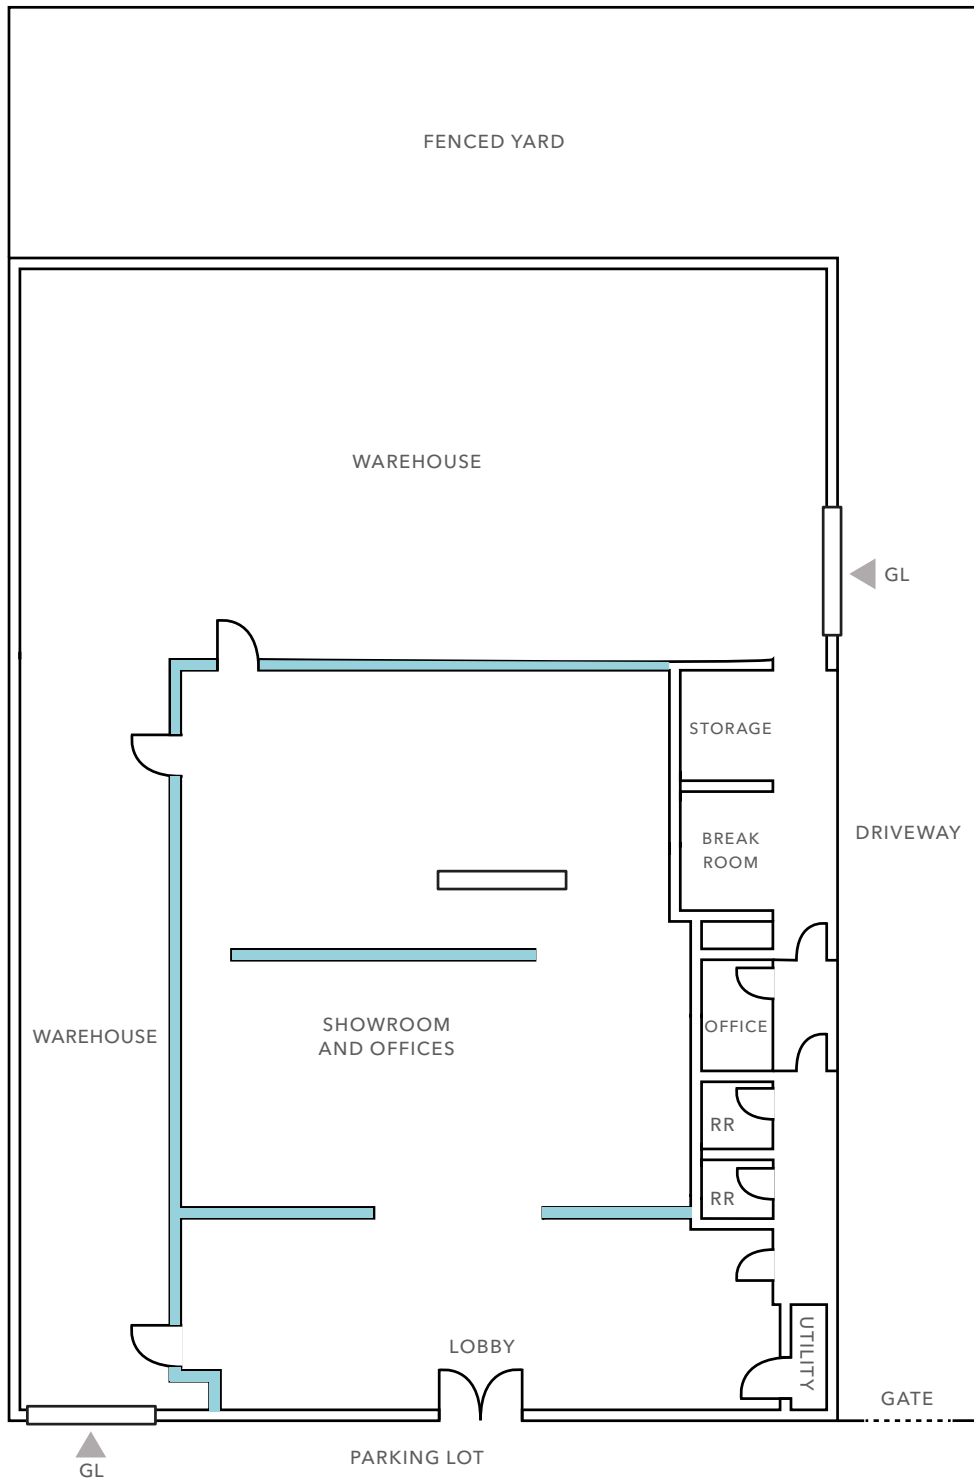 FENCED YARD
WAREHOUSE
GL
STORAGE
BREAK
ROOM
DRIVEWAY
WAREHOUSE
SHOWROOM
AND OFFICES
OFFICE
RR
RR
LOBBY
UTILITY
GATE
PARKING LOT
GL